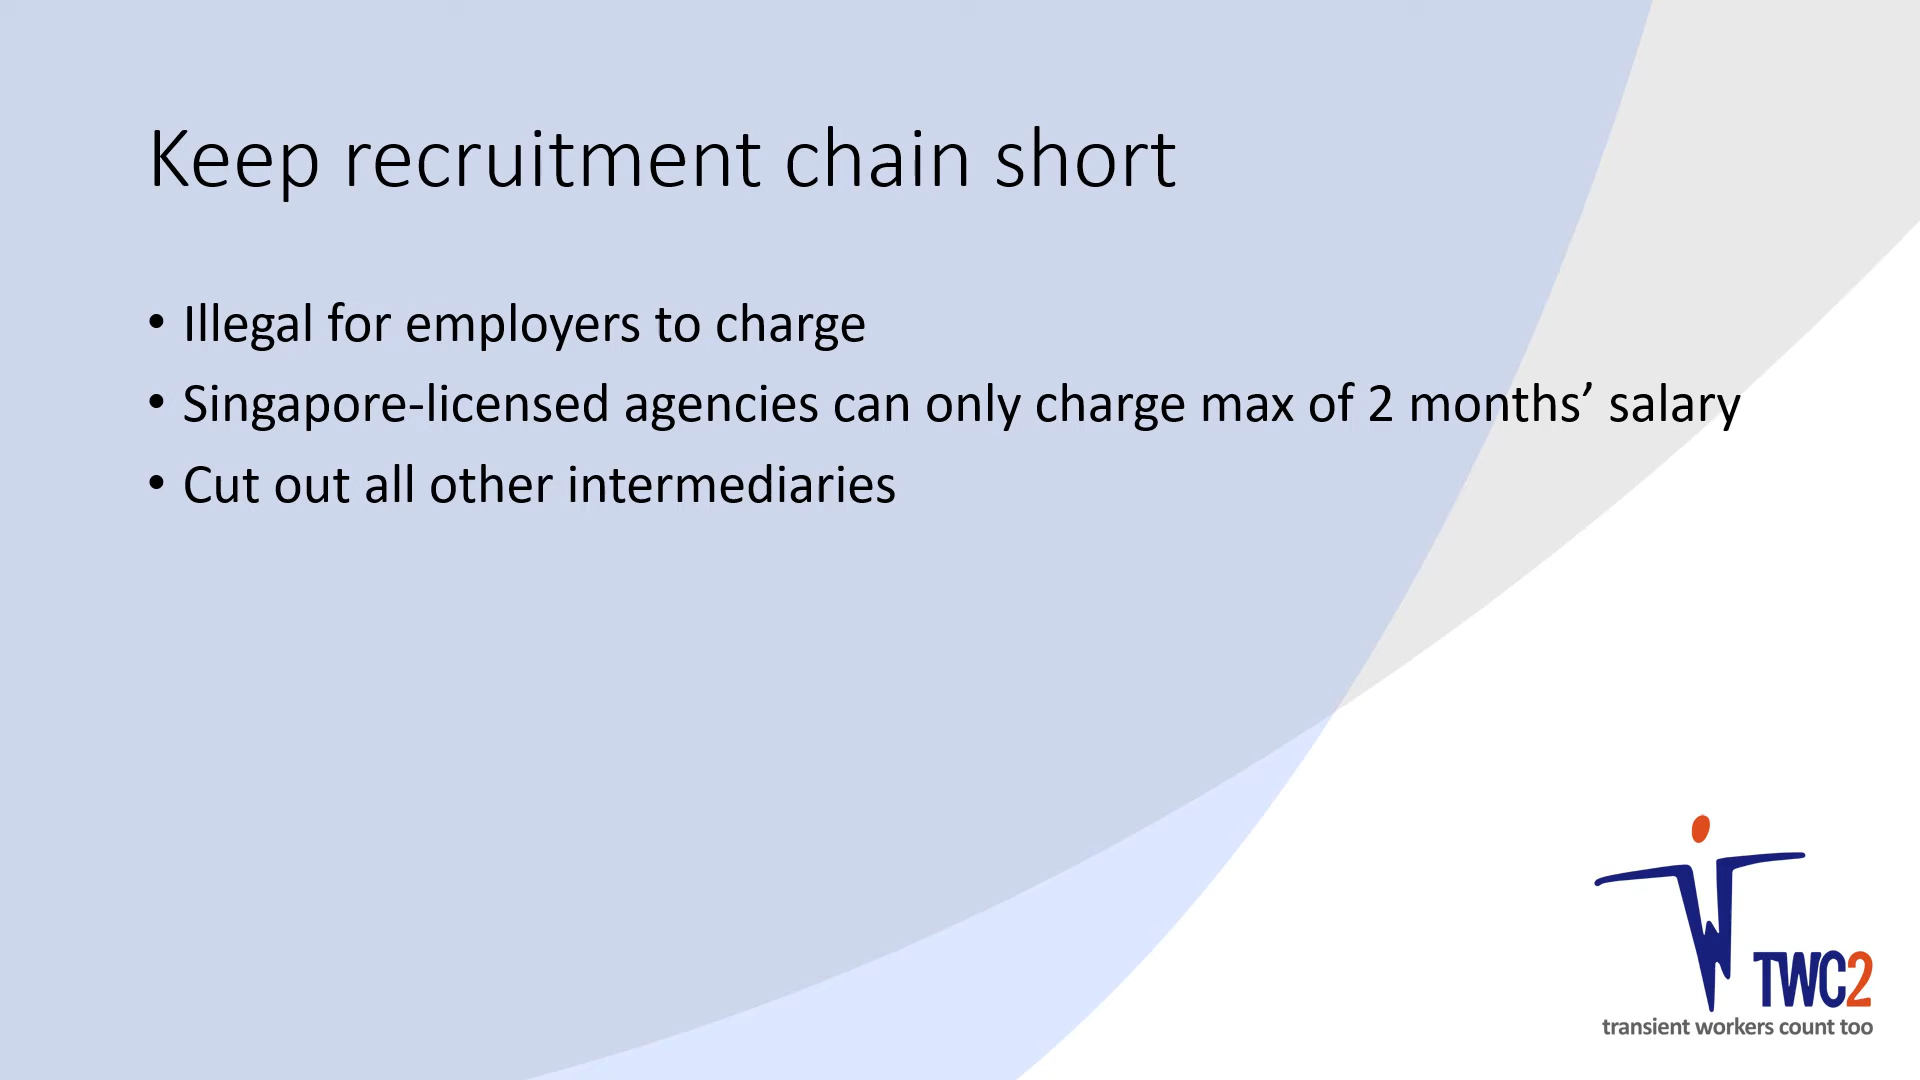 Keep recruitment chain short
• Illegal for employers to charge
• Singapore-licensed agencies can only charge max of 2 months’ salary
• Cut out all other intermediaries
TWC2
transient workers count too